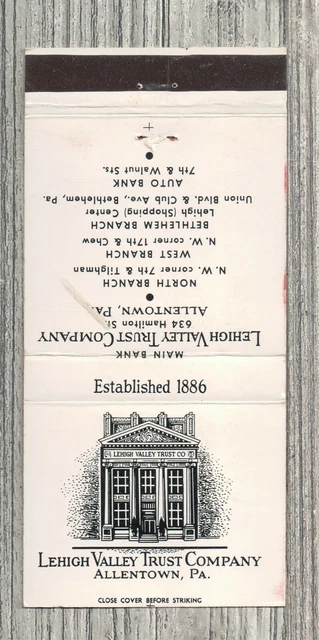 MAIN BANK
LEHIGH VALLEY TRUST COMPANY
634 Hamilton St.
ALLENTOWN, PA.
NORTH BRANCH
N. W. corner 7th & Tilghman
WEST BRANCH
N. W. corner 17th & Chew
BETHLEHEM BRANCH
Lehigh (Shopping) Center
Union Blvd. & Club Ave., Bethlehem, Pa.
AUTO BANK
7th & Walnut Sts.
Established 1886
LEHIGH VALLEY TRUST CO
LEHIGH VALLEY TRUST COMPANY
ALLENTOWN, PA.
CLOSE COVER BEFORE STRIKING